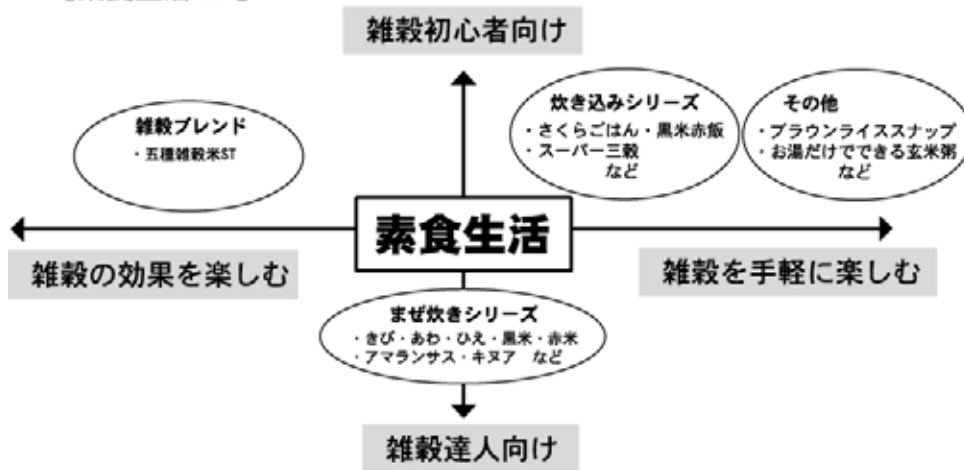 雑穀初心者向け
雑穀ブレンド
・五種雑穀米ST
炊き込みシリーズ
・さくらごはん・黒米赤飯
・スーパー三穀
など
その他
・ブラウンライススナップ
・お湯だけでできる玄米粥
など
素食生活
雑穀の効果を楽しむ
雑穀を手軽に楽しむ
まぜ炊きシリーズ
・きび・あわ・ひえ・黒米・赤米
・アマランサス・キヌア など
雑穀達人向け